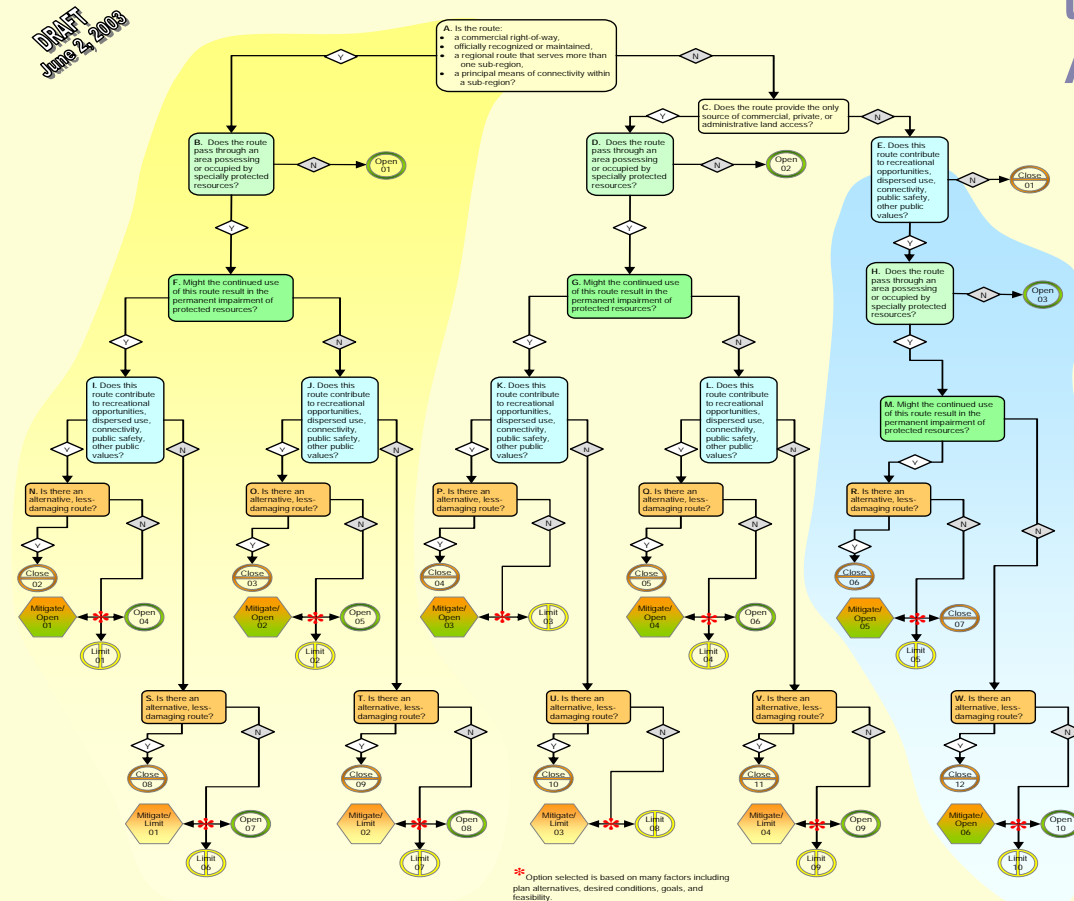 DRAFT
June 2, 2003
A. Is the route:
• a commercial right-of-way,
• officially recognized or maintained,
• a regional route that serves more than
one sub-region,
• a principal means of connectivity within
a sub-region?
Y
N
C. Does the route provide the only
source of commercial, private, or
administrative land access?
Y
N
B. Does the route
pass through an
area possessing
or occupied by
specially protected
resources?
N
Open
01
Y
D. Does the route
pass through an
area possessing
or occupied by
specially protected
resources?
N
Open
02
Y
E. Does this
route contribute
to recreational
opportunities,
dispersed use,
connectivity,
public safety,
other public
values?
N
Close
01
Y
F. Might the continued use
of this route result in the
permanent impairment of
protected resources?
Y
N
G. Might the continued use
of this route result in the
permanent impairment of
protected resources?
Y
N
H. Does the route
pass through an
area possessing
or occupied by
specially protected
resources?
N
Open
03
Y
I. Does this
route contribute
to recreational
opportunities,
dispersed use,
connectivity,
public safety,
other public
values?
Y
N
J. Does this
route contribute
to recreational
opportunities,
dispersed use,
connectivity,
public safety,
other public
values?
Y
N
K. Does this
route contribute
to recreational
opportunities,
dispersed use,
connectivity,
public safety,
other public
values?
Y
N
L. Does this
route contribute
to recreational
opportunities,
dispersed use,
connectivity,
public safety,
other public
values?
Y
N
M. Might the continued use
of this route result in the
permanent impairment of
protected resources?
Y
N
N. Is there an
alternative, less-
damaging route?
Y
N
Close
02
Mitigate/
Open
01
*
Open
04
Limit
01
O. Is there an
alternative, less-
damaging route?
Y
N
Close
03
Mitigate/
Open
02
*
Open
05
Limit
02
P. Is there an
alternative, less-
damaging route?
Y
N
Close
04
Mitigate/
Open
03
*
Limit
03
Q. Is there an
alternative, less-
damaging route?
Y
N
Close
05
Mitigate/
Open
04
*
Open
06
Limit
04
R. Is there an
alternative, less-
damaging route?
Y
N
Close
06
Mitigate/
Open
05
*
Close
07
Limit
05
S. Is there an
alternative, less-
damaging route?
Y
N
Close
08
Mitigate/
Limit
01
*
Open
07
Limit
06
T. Is there an
alternative, less-
damaging route?
Y
N
Close
09
Mitigate/
Limit
02
*
Open
08
Limit
07
U. Is there an
alternative, less-
damaging route?
Y
N
Close
10
Mitigate/
Limit
03
*
Limit
08
V. Is there an
alternative, less-
damaging route?
Y
N
Close
11
Mitigate/
Limit
04
*
Open
09
Limit
09
W. Is there an
alternative, less-
damaging route?
Y
N
Close
12
Mitigate/
Open
06
*
Open
10
Limit
10
*Option selected is based on many factors including
plan alternatives, desired conditions, goals, and
feasibility.